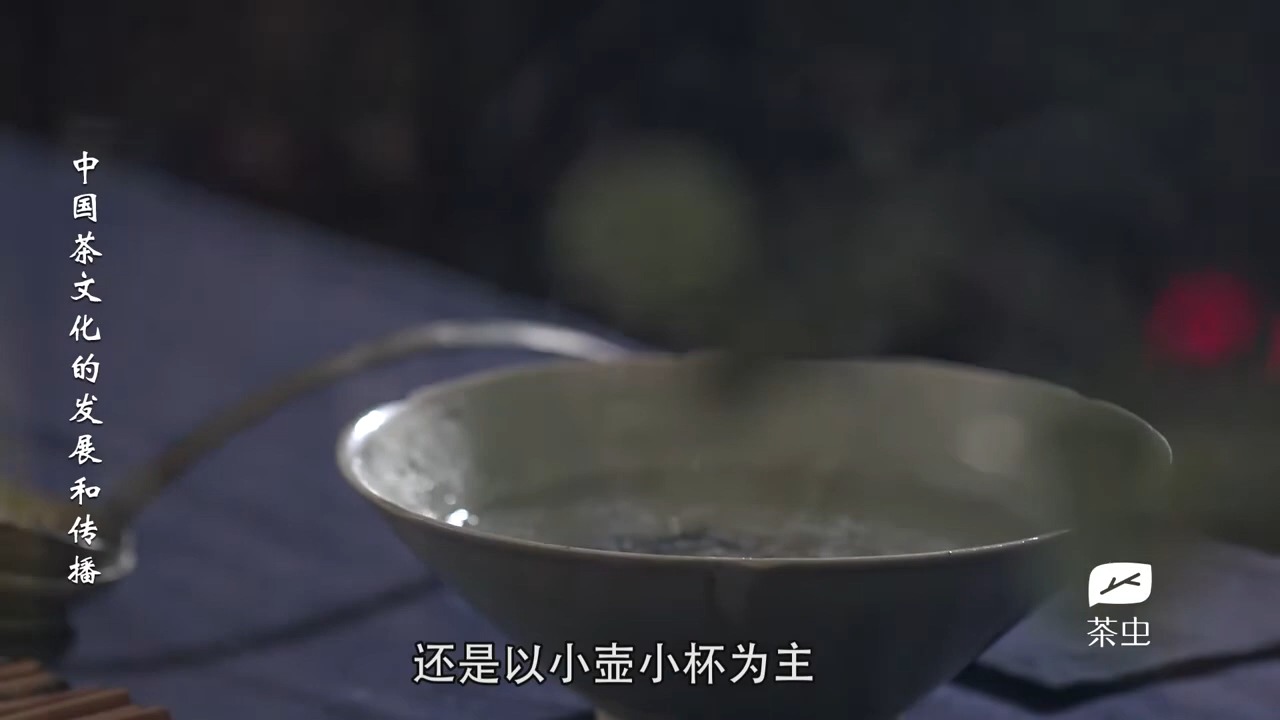 中国茶文化的发展和传播
茶虫
还是以小壶小杯为主